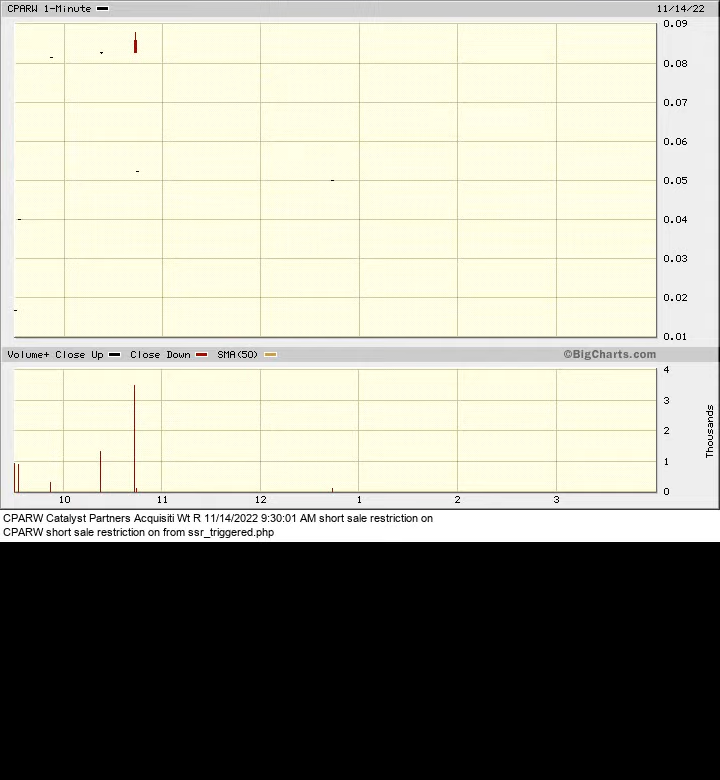 CPARW 1-Minute 11/14/22
0.09
0.08
0.07
0.06
0.05
0.04
0.03
0.02
0.01
Volume+ Close Up Close Down SMA(50) ©BigCharts.com
4
3
2
1
0
Thousands
10 11 12 1 2 3
CPARW Catalyst Partners Acquisiti Wt R 11/14/2022 9:30:01 AM short sale restriction on
CPARW short sale restriction on from ssr_triggered.php